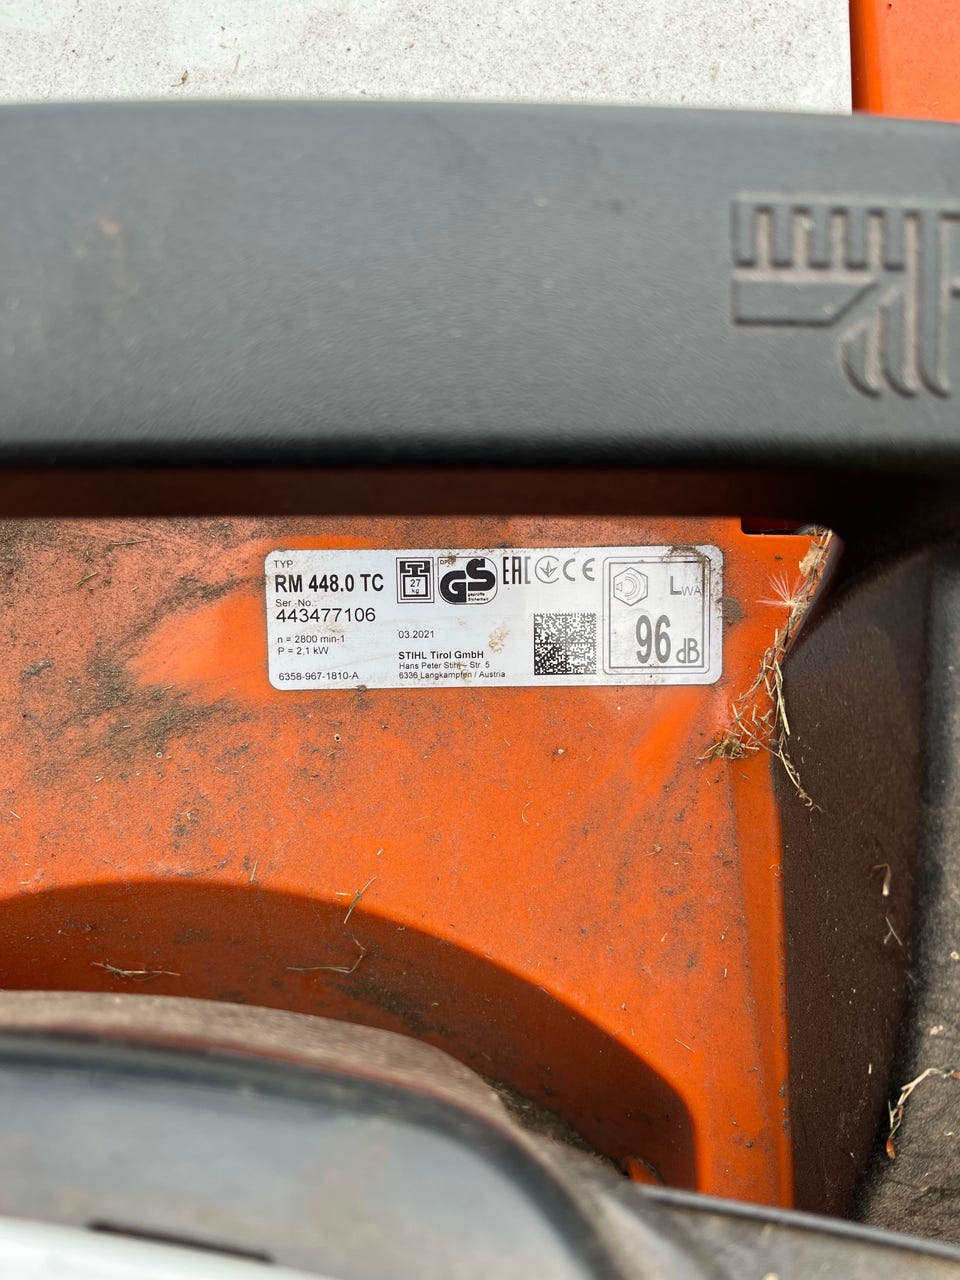 TYP
RM 448.0 TC
Ser.-No.:
443477106
n = 2800 min-1
P = 2,1 kW
6358-967-1810-A
27
kg
GS
geprüfte
Sicherheit
EAC
CE
03.2021
STIHL Tirol GmbH
Hans Peter Stihl – Str. 5
6336 Langkampfen / Austria
LWA
96 dB